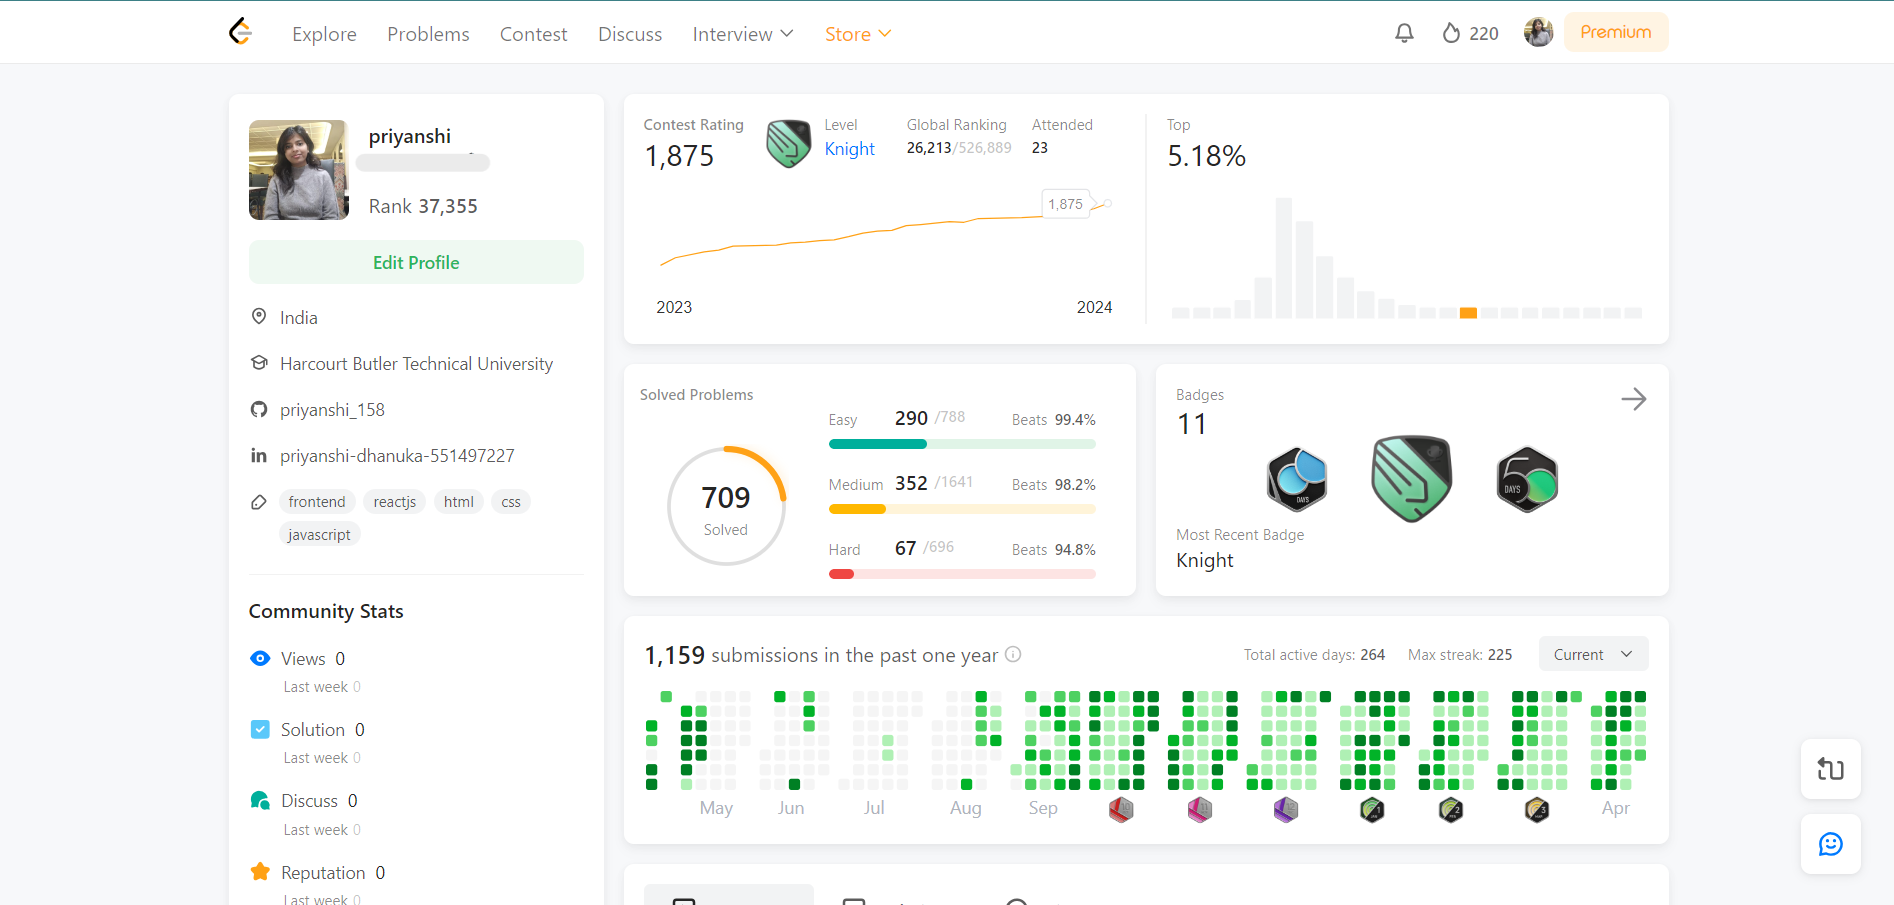 Explore Problems Contest Discuss Interview Store 220 Premium
priyanshi
Rank 37,355
Edit Profile
India
Harcourt Butler Technical University
priyanshi_158
priyanshi-dhanuka-551497227
frontend reactjs html css
javascript
Community Stats
Views 0
Last week 0
Solution 0
Last week 0
Discuss 0
Last week 0
Reputation 0
Last week 0
Contest Rating
1,875
Level
Knight
Global Ranking
26,213/526,889
Attended
23
1,875
2023 2024
Top
5.18%
Solved Problems
709
Solved
Easy 290 /788 Beats 99.4%
Medium 352 /1641 Beats 98.2%
Hard 67 /696 Beats 94.8%
Badges
11
DAYS
50
DAYS
Most Recent Badge
Knight
1,159 submissions in the past one year
Total active days: 264 Max streak: 225 Current
May Jun Jul Aug Sep Apr